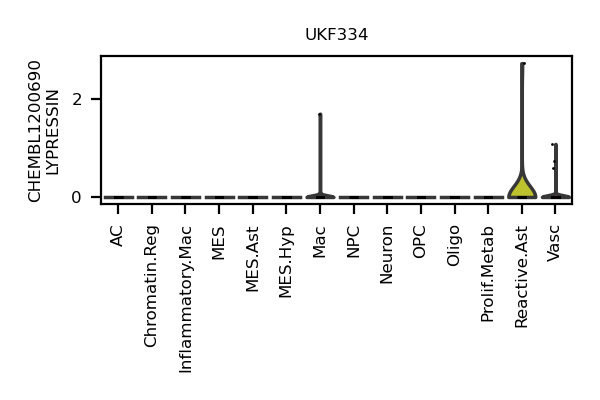 UKF334
CHEMBL1200690
LYPRESSIN
2
0
AC
Chromatin.Reg
Inflammatory.Mac
MES
MES.Ast
MES.Hyp
Mac
NPC
Neuron
OPC
Oligo
Prolif.Metab
Reactive.Ast
Vasc